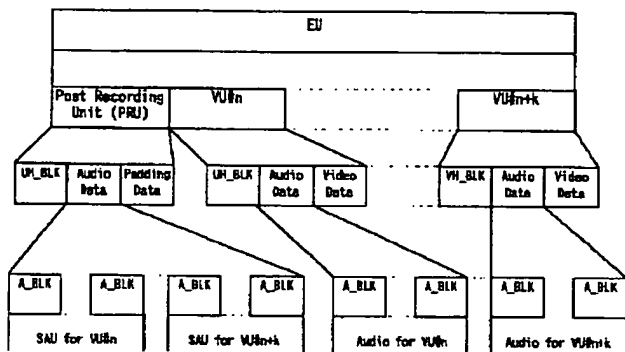 EU
Post Recording
Unit (PRU)
VU#n
VU#n+k
UH_BLK
Audio
Data
Padding
Data
UH_BLK
Audio
Data
Video
Data
VH_BLK
Audio
Data
Video
Data
A_BLK A_BLK A_BLK A_BLK A_BLK A_BLK A_BLK A_BLK
SAU for VU#n
SAU for VU#n+k
Audio for VU#n
Audio for VU#n+k